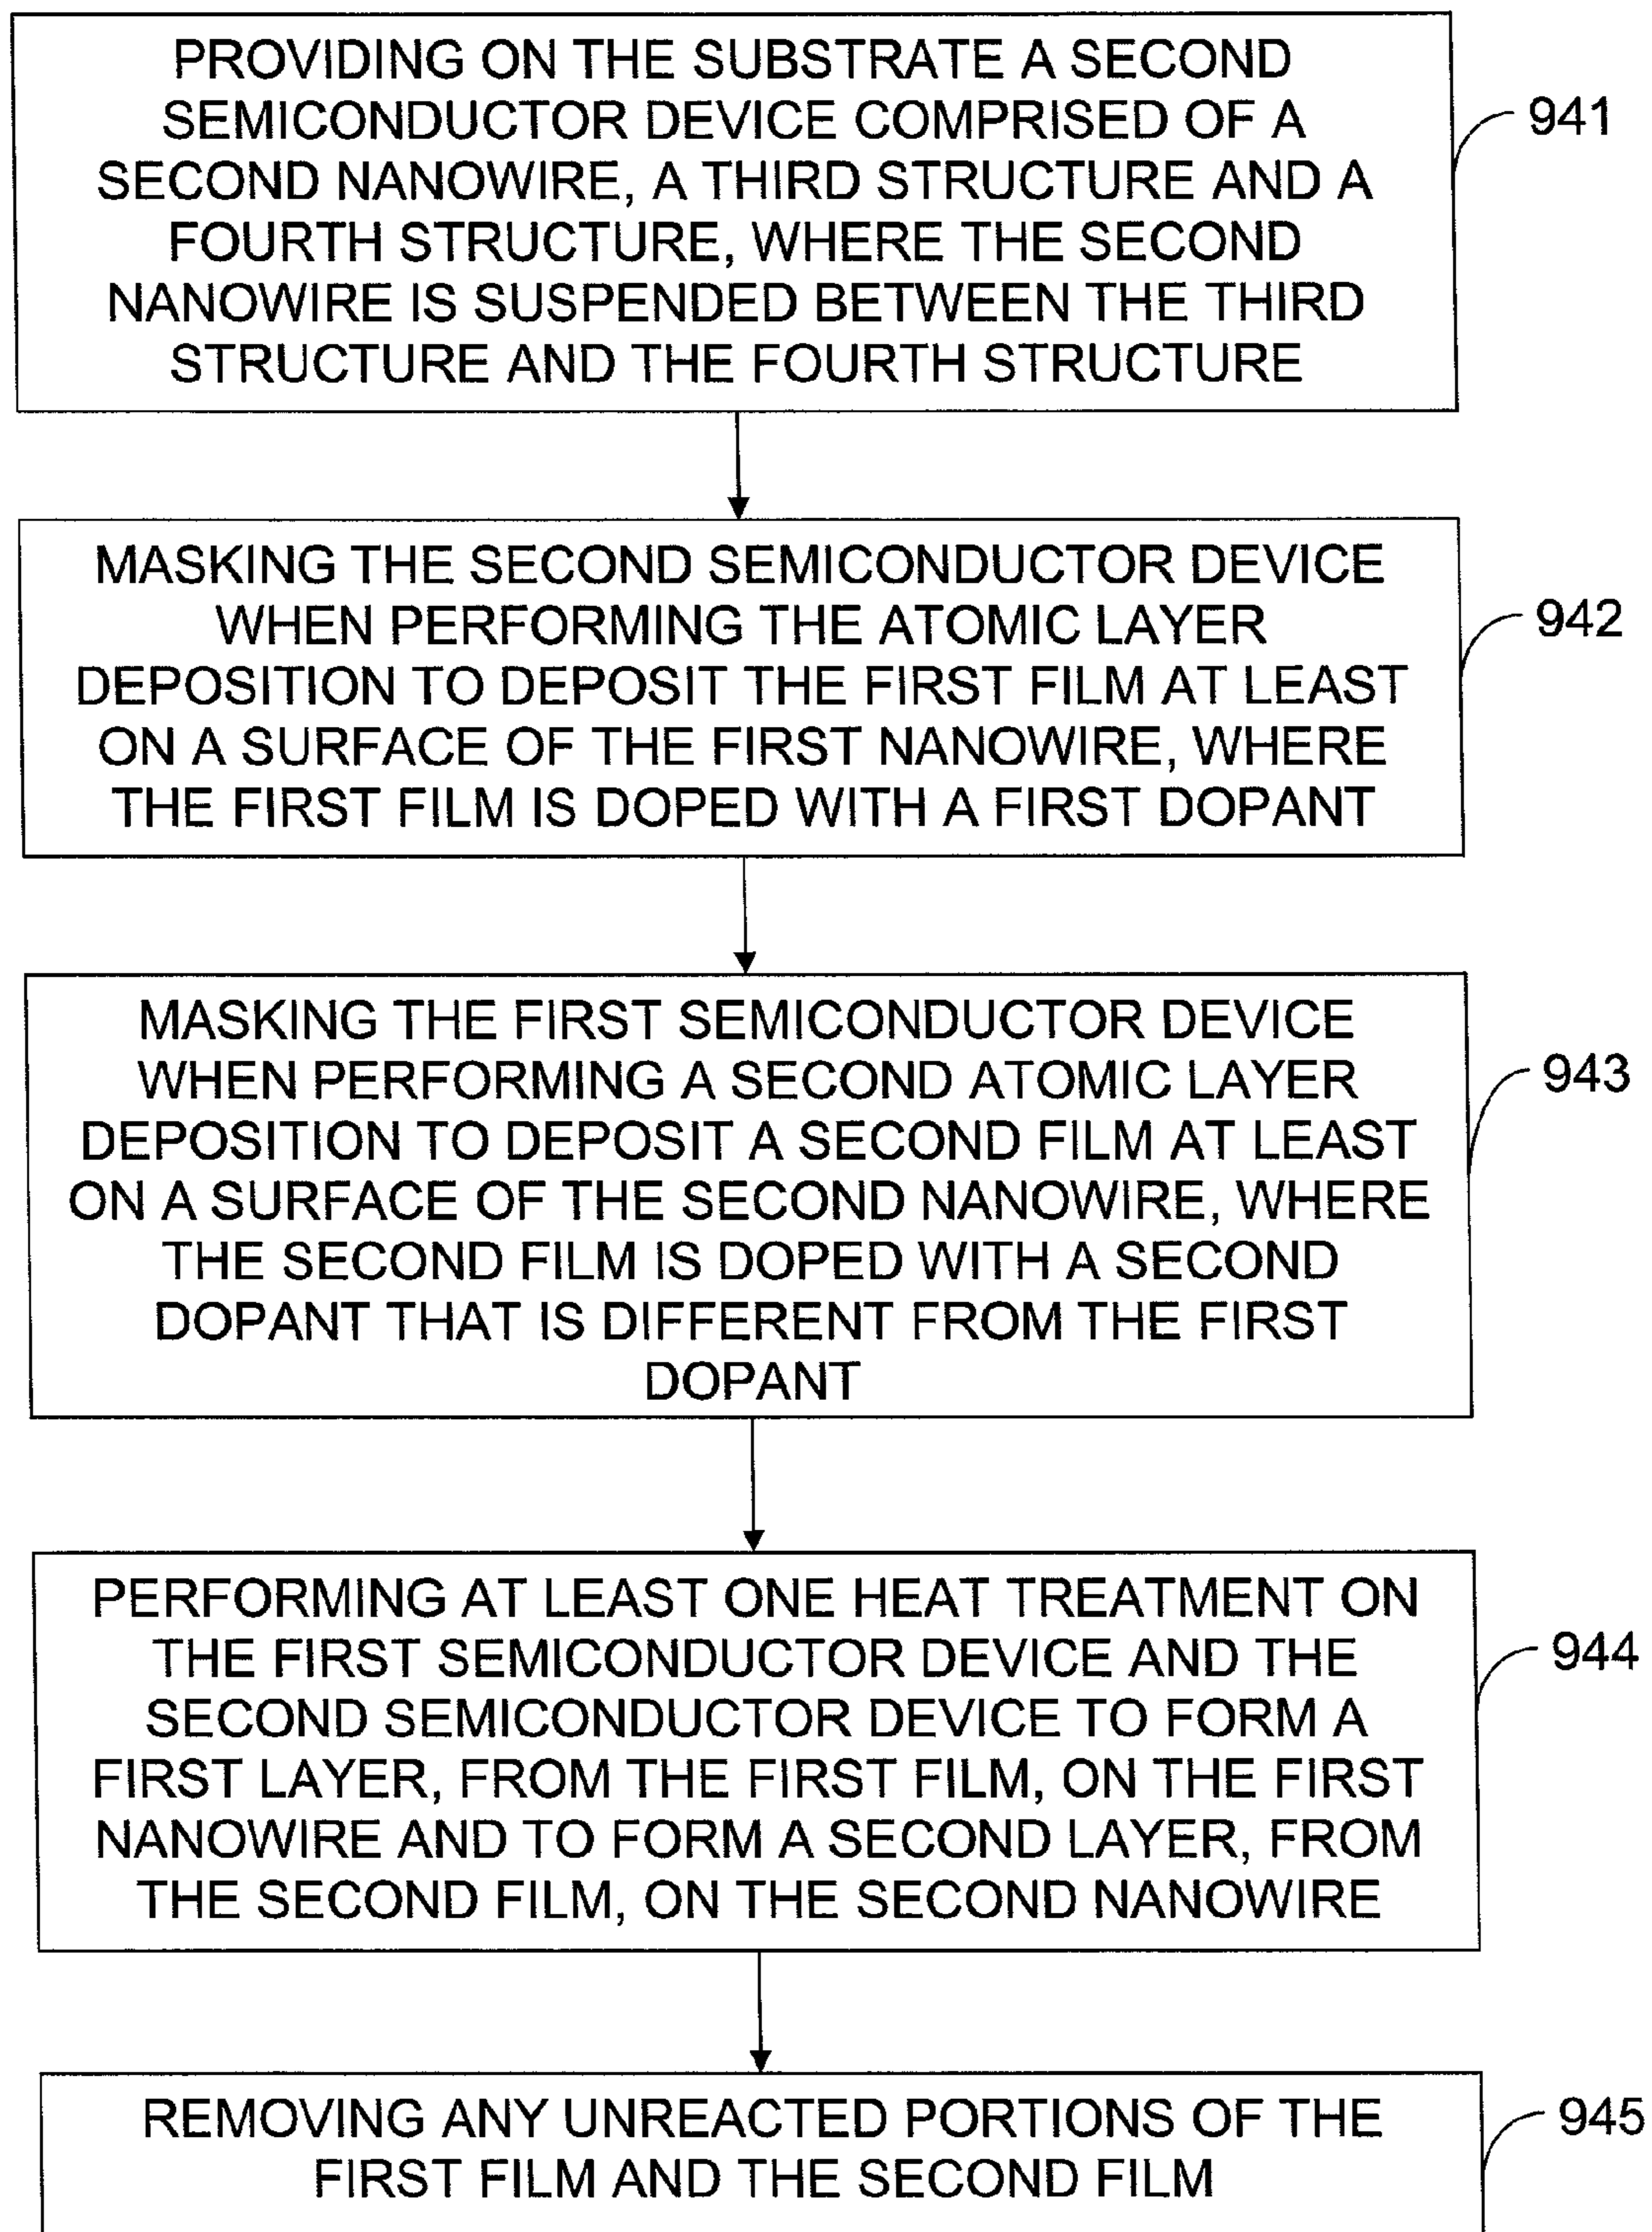 PROVIDING ON THE SUBSTRATE A SECOND
SEMICONDUCTOR DEVICE COMPRISED OF A
SECOND NANOWIRE, A THIRD STRUCTURE AND A
FOURTH STRUCTURE, WHERE THE SECOND
NANOWIRE IS SUSPENDED BETWEEN THE THIRD
STRUCTURE AND THE FOURTH STRUCTURE
941
MASKING THE SECOND SEMICONDUCTOR DEVICE
WHEN PERFORMING THE ATOMIC LAYER
DEPOSITION TO DEPOSIT THE FIRST FILM AT LEAST
ON A SURFACE OF THE FIRST NANOWIRE, WHERE
THE FIRST FILM IS DOPED WITH A FIRST DOPANT
942
MASKING THE FIRST SEMICONDUCTOR DEVICE
WHEN PERFORMING A SECOND ATOMIC LAYER
DEPOSITION TO DEPOSIT A SECOND FILM AT LEAST
ON A SURFACE OF THE SECOND NANOWIRE, WHERE
THE SECOND FILM IS DOPED WITH A SECOND
DOPANT THAT IS DIFFERENT FROM THE FIRST
DOPANT
943
PERFORMING AT LEAST ONE HEAT TREATMENT ON
THE FIRST SEMICONDUCTOR DEVICE AND THE
SECOND SEMICONDUCTOR DEVICE TO FORM A
FIRST LAYER, FROM THE FIRST FILM, ON THE FIRST
NANOWIRE AND TO FORM A SECOND LAYER, FROM
THE SECOND FILM, ON THE SECOND NANOWIRE
944
REMOVING ANY UNREACTED PORTIONS OF THE
FIRST FILM AND THE SECOND FILM
945